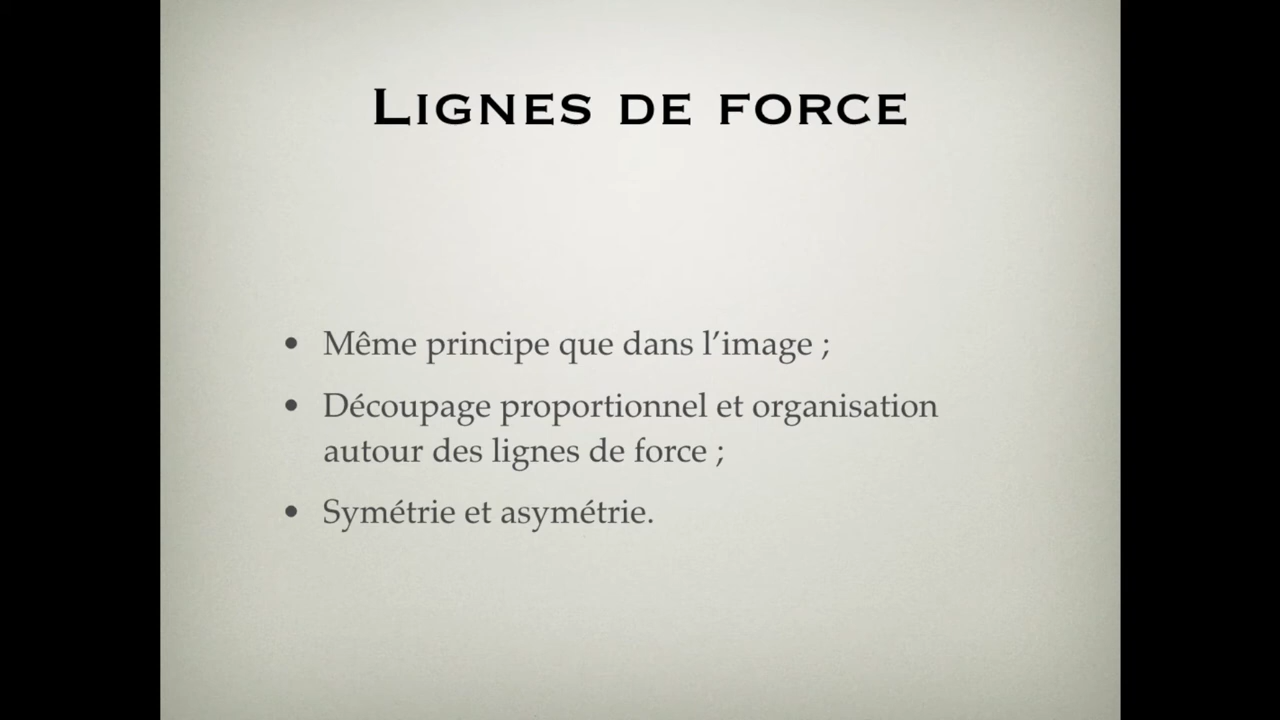 Lignes de force
• Même principe que dans l’image ;
• Découpage proportionnel et organisation
autour des lignes de force ;
• Symétrie et asymétrie.